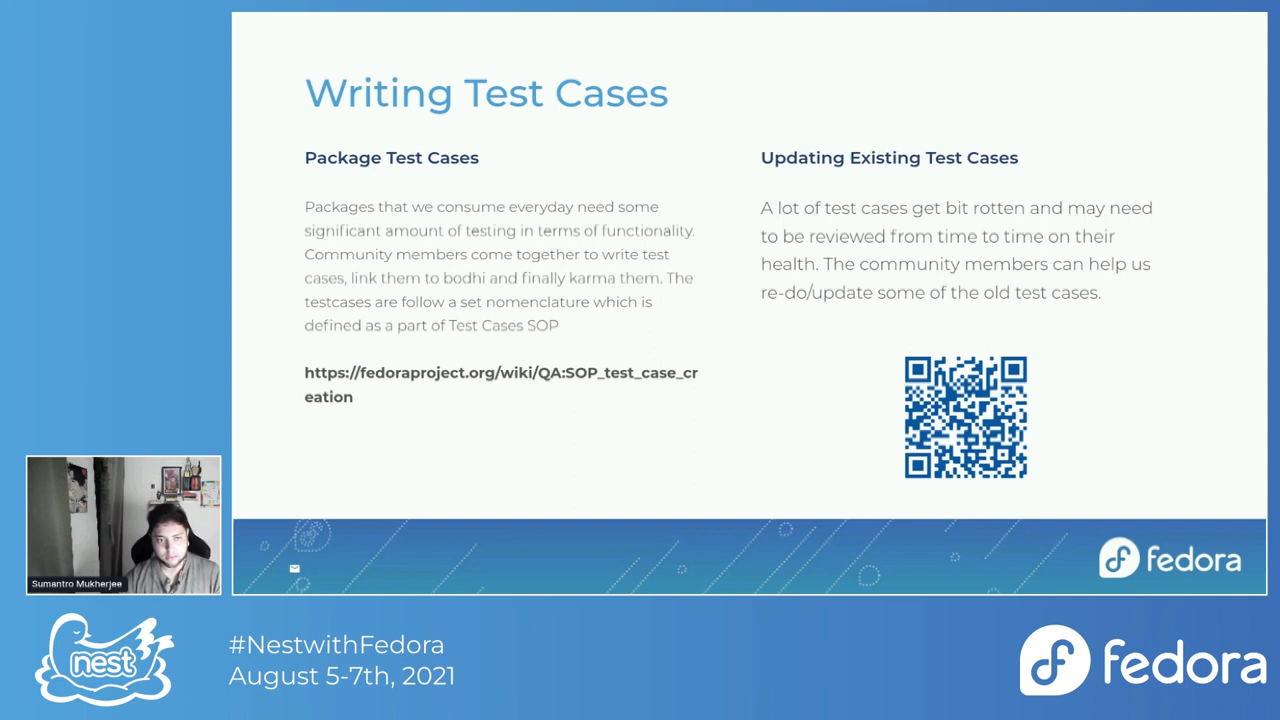 Writing Test Cases
Package Test Cases
Packages that we consume everyday need some
significant amount of testing in terms of functionality.
Community members come together to write test
cases, link them to bodhi and finally karma them. The
testcases are follow a set nomenclature which is
defined as a part of Test Cases SOP
https://fedoraproject.org/wiki/QA:SOP_test_case_cr
eation
Updating Existing Test Cases
A lot of test cases get bit rotten and may need
to be reviewed from time to time on their
health. The community members can help us
re-do/update some of the old test cases.
fedora
Sumantro Mukherjee
nest
#NestwithFedora
August 5-7th, 2021
fedora